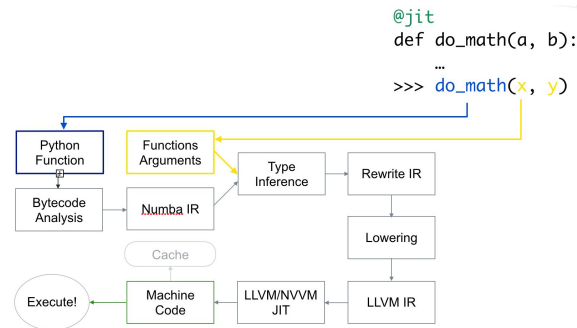 @jit
def do_math(a, b):
…
>>> do_math(x, y)
Python
Function
Functions
Arguments
Type
Inference
Rewrite IR
Bytecode
Analysis
Numba IR
Lowering
Cache
Execute!
Machine
Code
LLVM/NVVM
JIT
LLVM IR